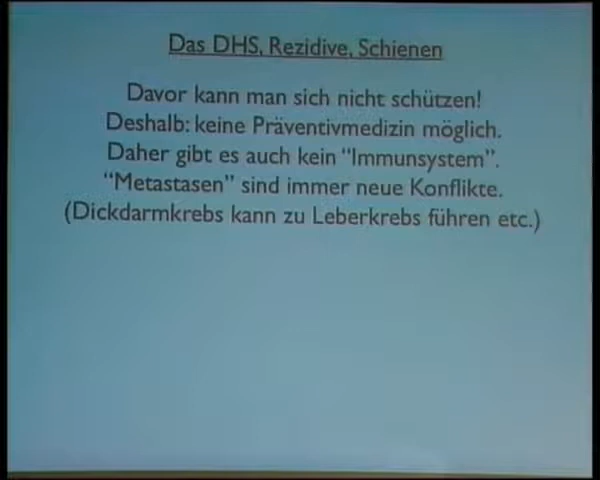 Das DHS, Rezidive, Schienen
Davor kann man sich nicht schützen!
Deshalb: keine Präventivmedizin möglich.
Daher gibt es auch kein "Immunsystem".
"Metastasen" sind immer neue Konflikte.
(Dickdarmkrebs kann zu Leberkrebs führen etc.)